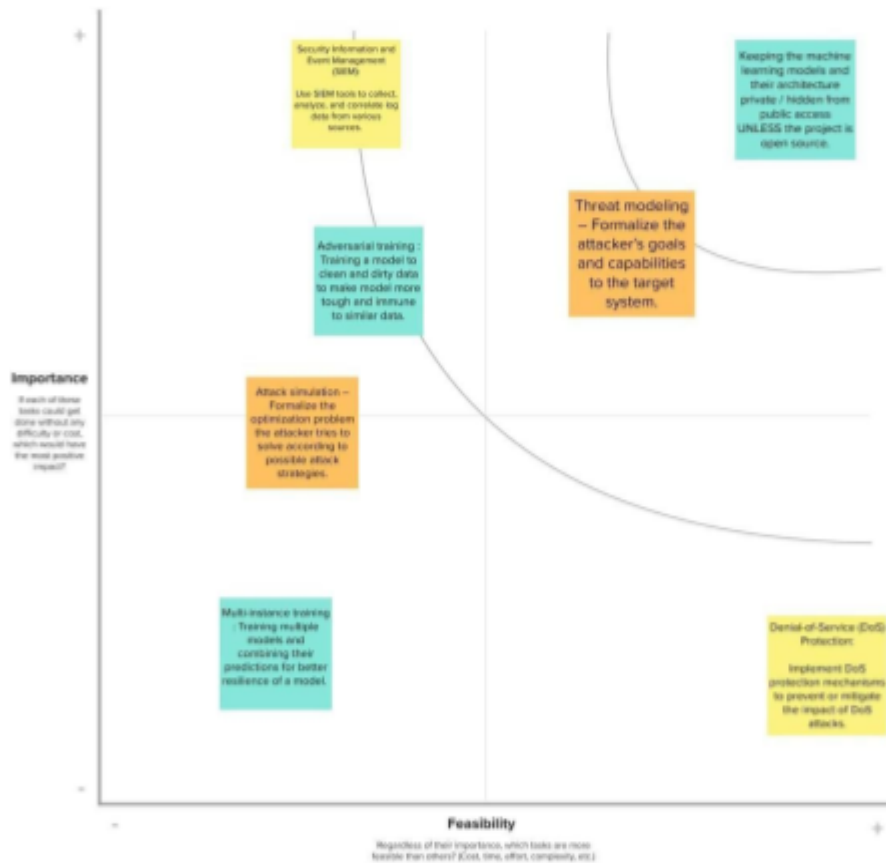 +
Security Information and
Event Management
(SIEM)
Use SIEM tools to collect,
analyze, and correlate log
data from various
sources.
Keeping the machine
learning models and
their architecture
private / hidden from
public access
UNLESS the project is
open source.
Threat modeling
– Formalize the
attacker's goals
and capabilities
to the target
system.
Adversarial training :
Training a model to
clean and dirty data
to make model more
tough and immune
to similar data.
Importance
If each of these
tasks could get
done without any
difficulty or cost,
which would have
the most positive
impact?
Attack simulation –
Formalize the
optimization problem
the attacker tries to
solve according to
possible attack
strategies.
Multi-instance training
: Training multiple
models and
combining their
predictions for better
resilience of a model.
Denial-of-Service (DoS)
Protection:
Implement DoS
protection mechanisms
to prevent or mitigate
the impact of DoS
attacks.
-
-
Feasibility
+
Regardless of their importance, which tasks are more
feasible than others? (Cost, time, effort, complexity, etc.)